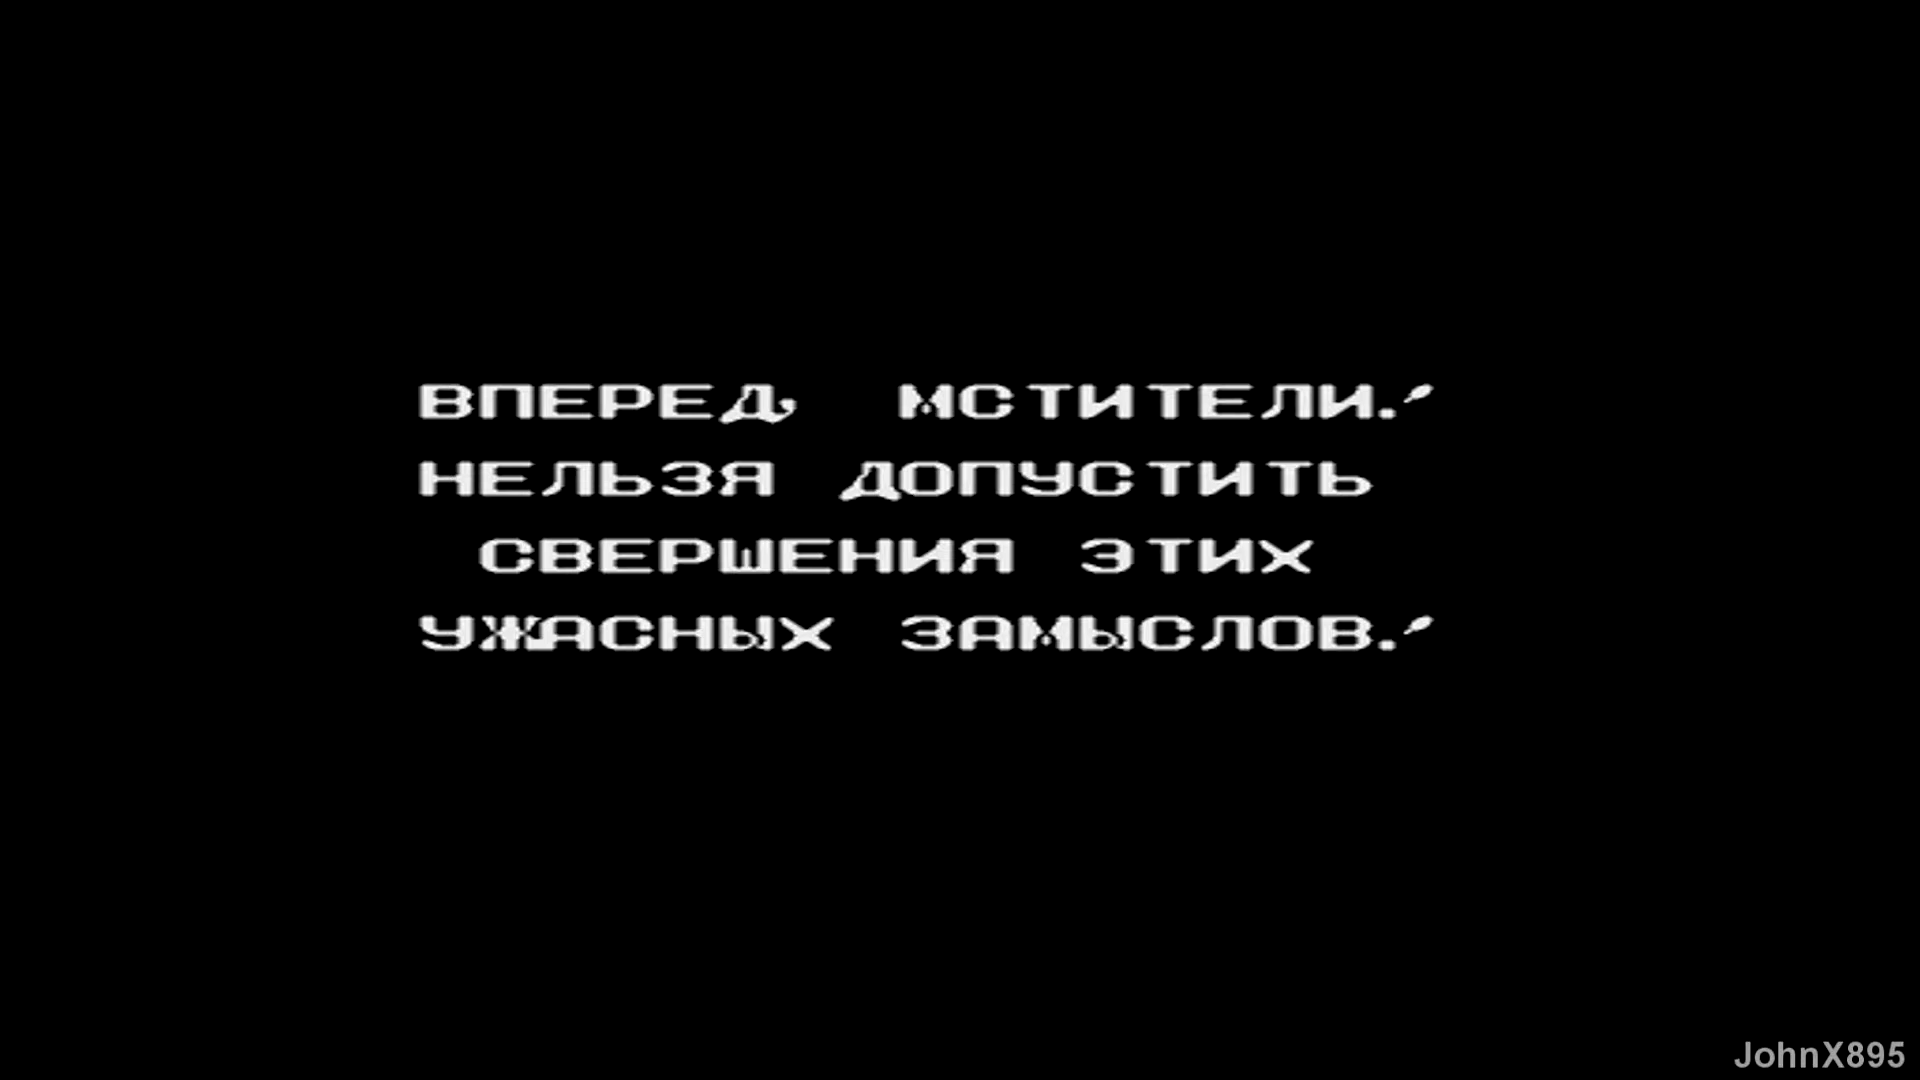 ВПЕРЕД, МСТИТЕЛИ!
НЕЛЬЗЯ ДОПУСТИТЬ
СВЕРШЕНИЯ ЭТИХ
УЖАСНЫХ ЗАМЫСЛОВ!
JohnX895